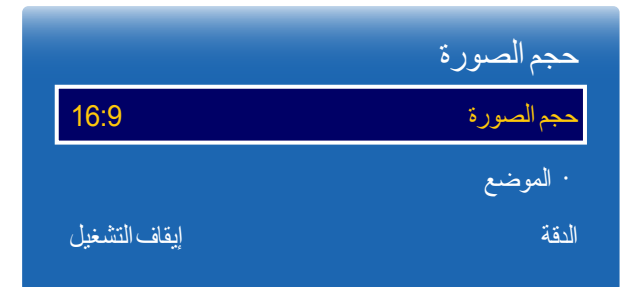 حجم الصورة
حجم الصورة 16:9
· الموضع
الدقة إيقاف التشغيل